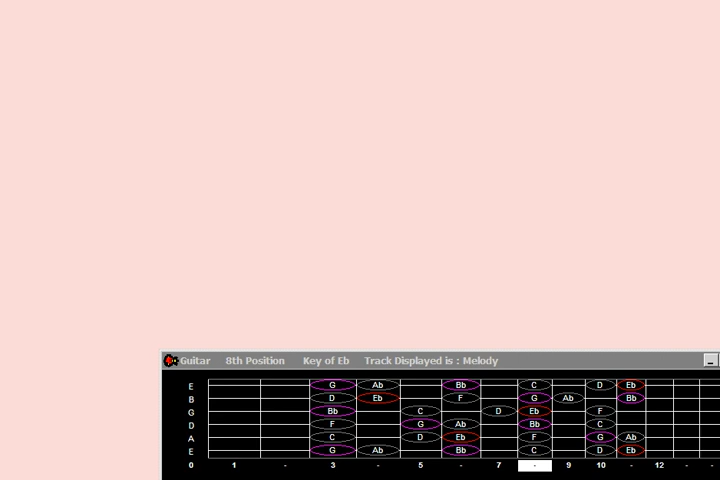 Guitar 8th Position Key of Eb Track Displayed is : Melody
E G Ab Bb C D Eb
B D Eb F G Ab Bb
G Bb C D Eb F
D F G Ab Bb C
A C D Eb F G Ab
E G Ab Bb C D Eb
0 1 - 3 - 5 - 7 - 9 10 - 12 - -